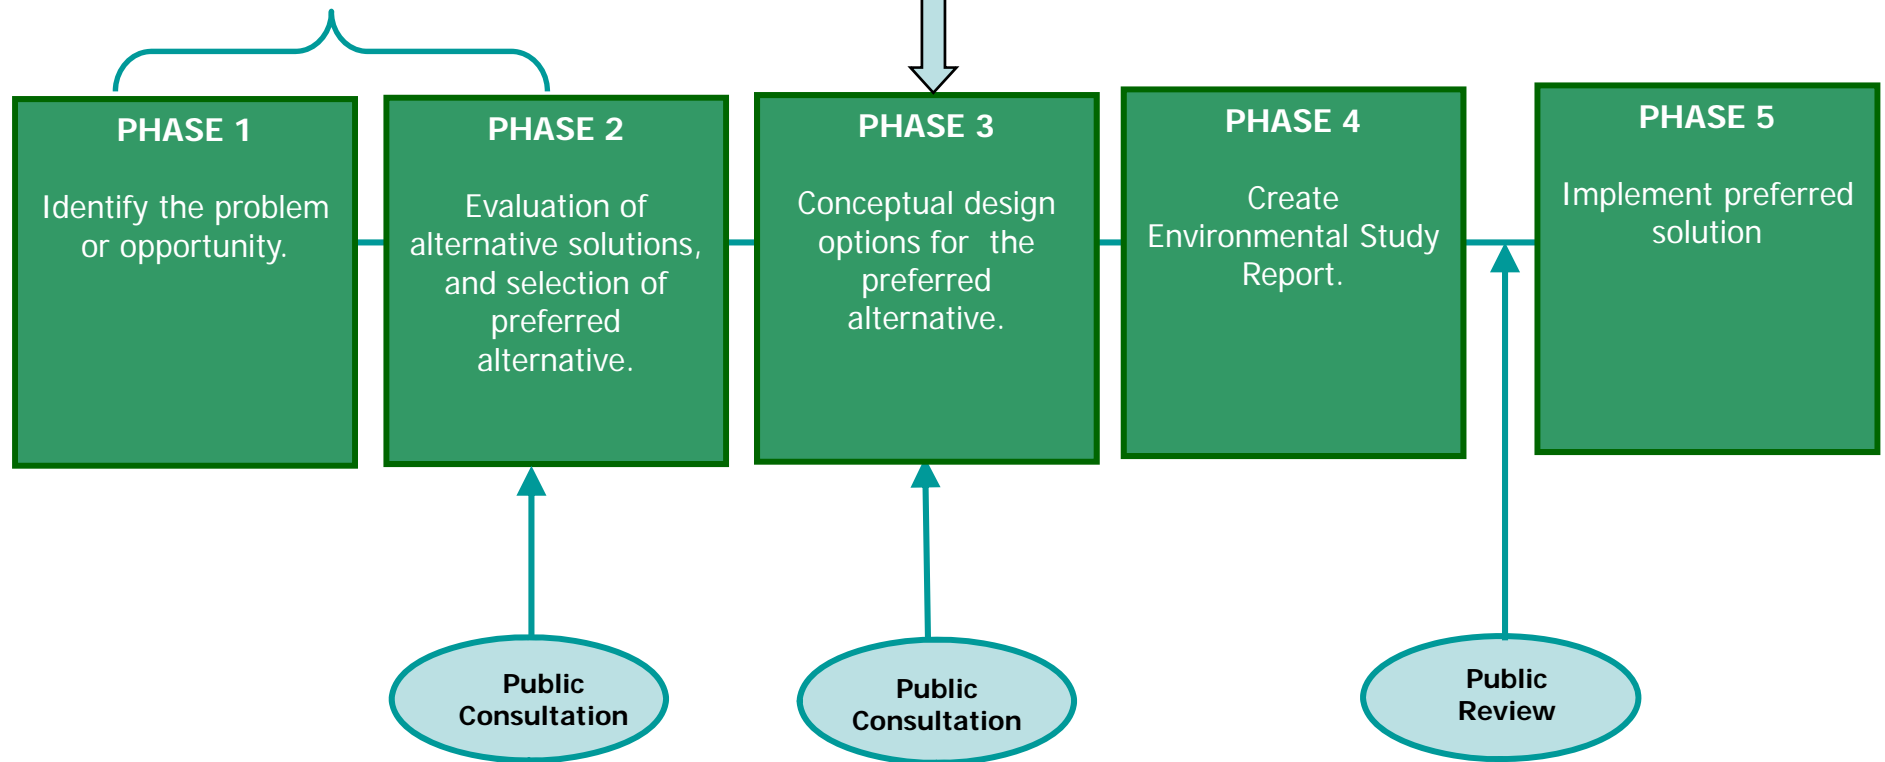 PHASE 1
Identify the problem
or opportunity.
PHASE 2
Evaluation of
alternative solutions,
and selection of
preferred
alternative.
PHASE 3
Conceptual design
options for  the
preferred
alternative.
PHASE 4
Create
Environmental Study
Report.
PHASE 5
Implement preferred
solution
Public
Consultation
Public
Consultation
Public
Review